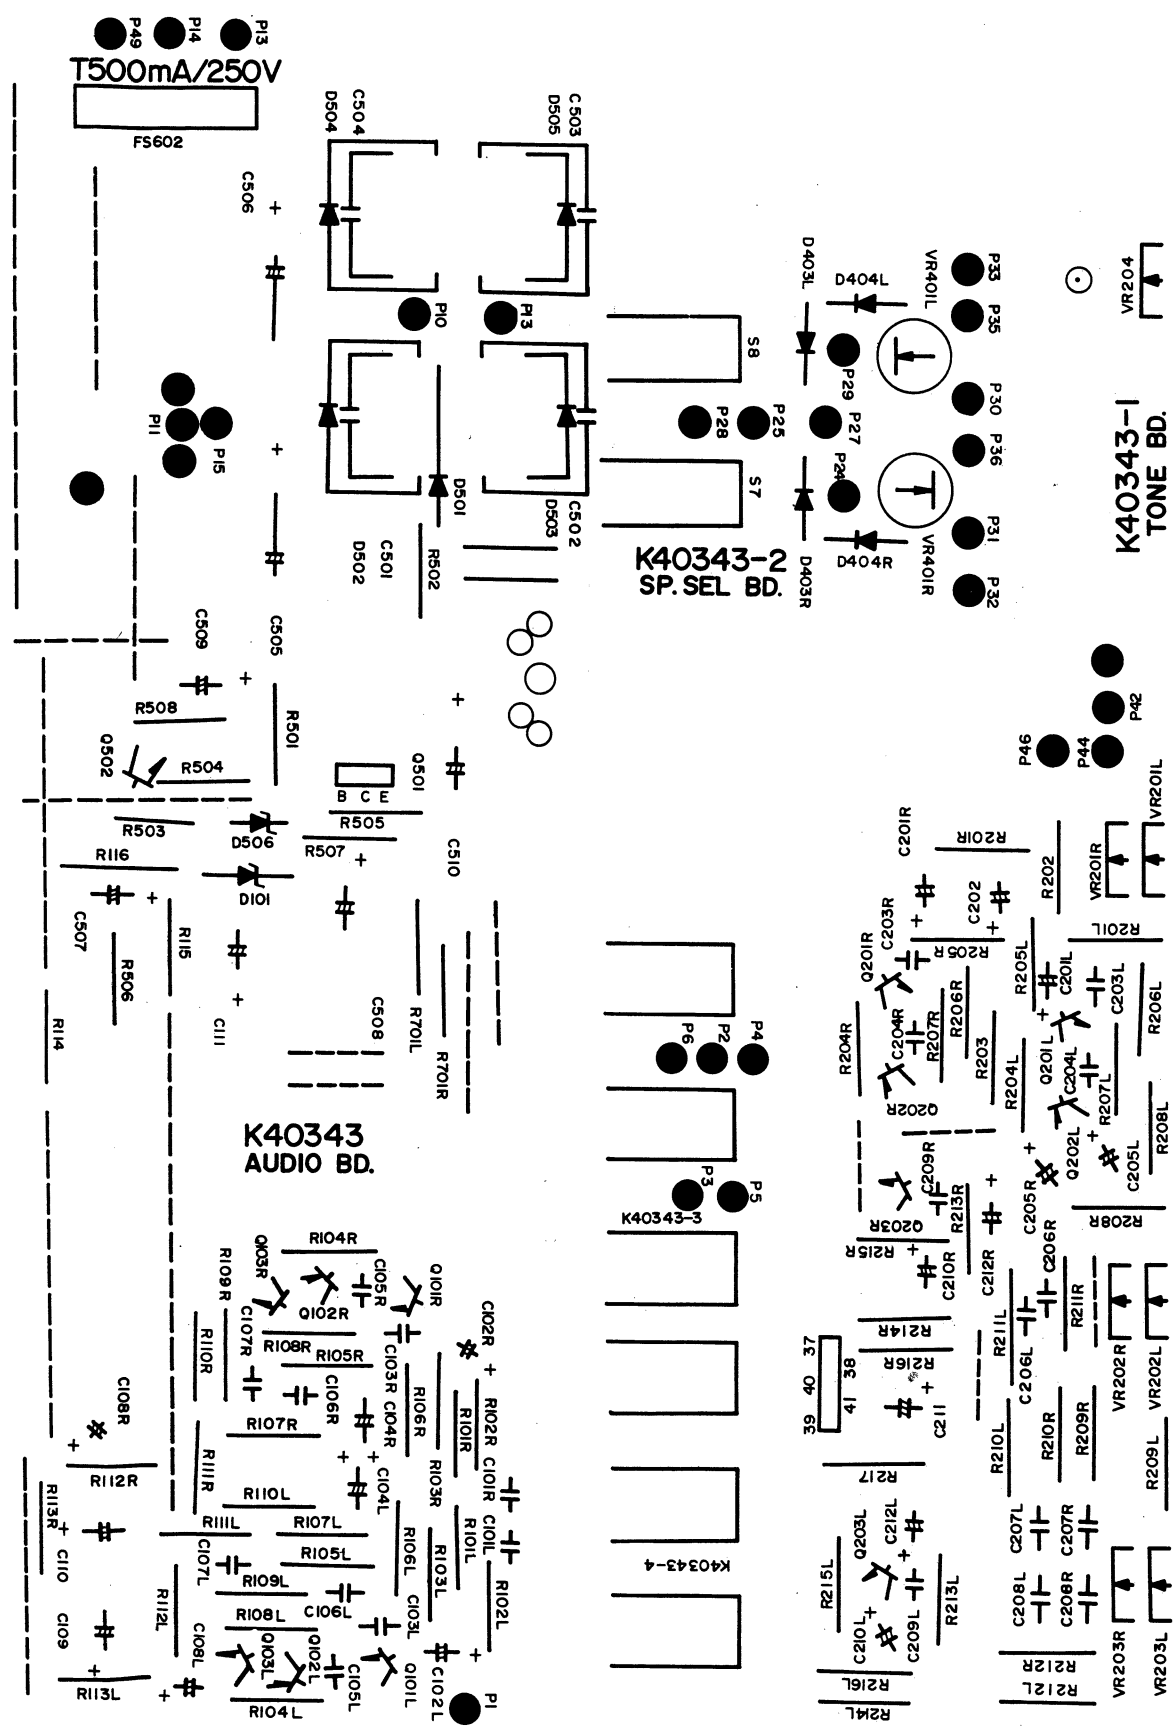 P49
P14
P13
T500mA/250V
FS602
D504
C504
D505
C503
C506
P10
P13
P11
P15
D501
D503
C502
D502
C501
R502
S8
S7
P28
P25
P27
P29
P24
D403L
D404L
VR401L
P33
P35
P30
P36
P31
P32
D403R
D404R
VR401R
K40343-2
SP. SEL BD.
VR204
K40343-1
TONE BD.
P42
P46
P44
C509
C505
R508
R501
Q502
R504
Q501
B C E
R503
D506
R505
R507
C510
R116
D101
C507
R506
R115
R114
C111
C508
R701L
R701R
K40343
AUDIO BD.
P6
P2
P4
P3
P5
K40343-3
K40343-4
VR201L
VR201R
C201R
R201R
R202
C202
R201L
C203R
Q201R
R205R
R205L
C201L
C203L
R206L
R204R
C204R
R207R
R206R
R203
R204L
Q201L
C204L
R207L
R208L
Q202R
Q202L
C205L
C205R
C209R
R213R
C212R
Q203R
R215R
C210R
C206R
R208R
R211R
R211L
C206L
VR202R
VR202L
R214R
R216R
37
38
40
41
39
C211
R210L
R210R
R209R
R209L
R217
Q203L
C212L
C207L
C207R
R215L
C210L
C209L
R213L
C208L
C208R
VR203R
VR203L
R216L
R214L
R212R
R212L
R104R
Q103R
R109R
Q102R
C105R
Q101R
C107R
R108R
R105R
C102R
R110R
C103R
C106R
C104R
R106R
R101R
R102R
C108R
R107R
R112R
R111R
R113R
R110L
C104L
R103R
C101R
R111L
R107L
C110
C107L
R105L
R106L
R103L
R101L
C101L
R102L
R109L
R112L
C106L
C103L
C109
R108L
C108L
Q103L
Q102L
C105L
Q101L
C102L
R113L
R104L
P1